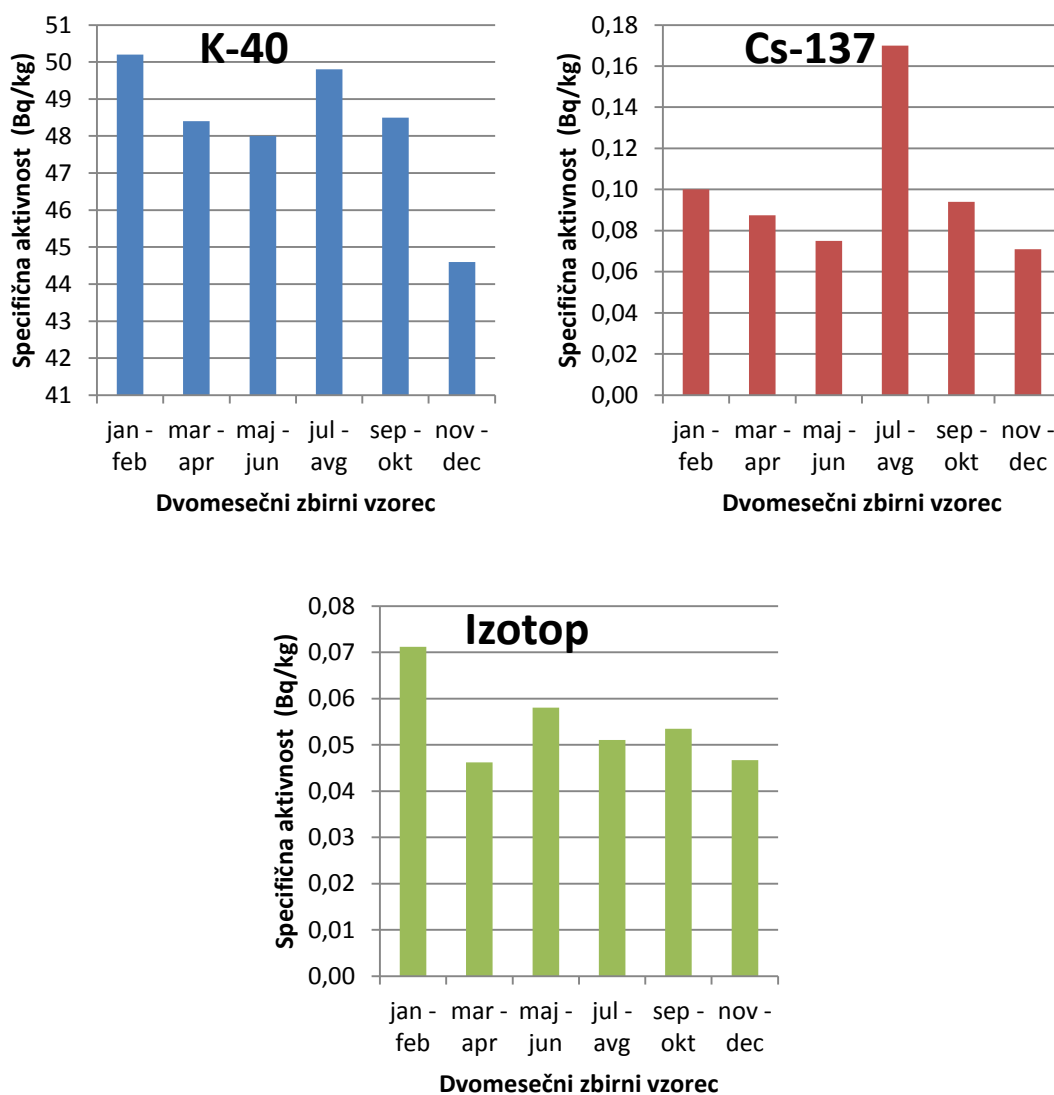 K-40
Specifična aktivnost (Bq/kg)
51
50
49
48
47
46
45
44
43
42
41
jan - feb
mar - apr
maj - jun
jul - avg
sep - okt
nov - dec
Dvomesečni zbirni vzorec
Cs-137
Specifična aktivnost (Bq/kg)
0,18
0,16
0,14
0,12
0,10
0,08
0,06
0,04
0,02
0,00
jan - feb
mar - apr
maj - jun
jul - avg
sep - okt
nov - dec
Dvomesečni zbirni vzorec
Izotop
Specifična aktivnost (Bq/kg)
0,08
0,07
0,06
0,05
0,04
0,03
0,02
0,01
0,00
jan - feb
mar - apr
maj - jun
jul - avg
sep - okt
nov - dec
Dvomesečni zbirni vzorec